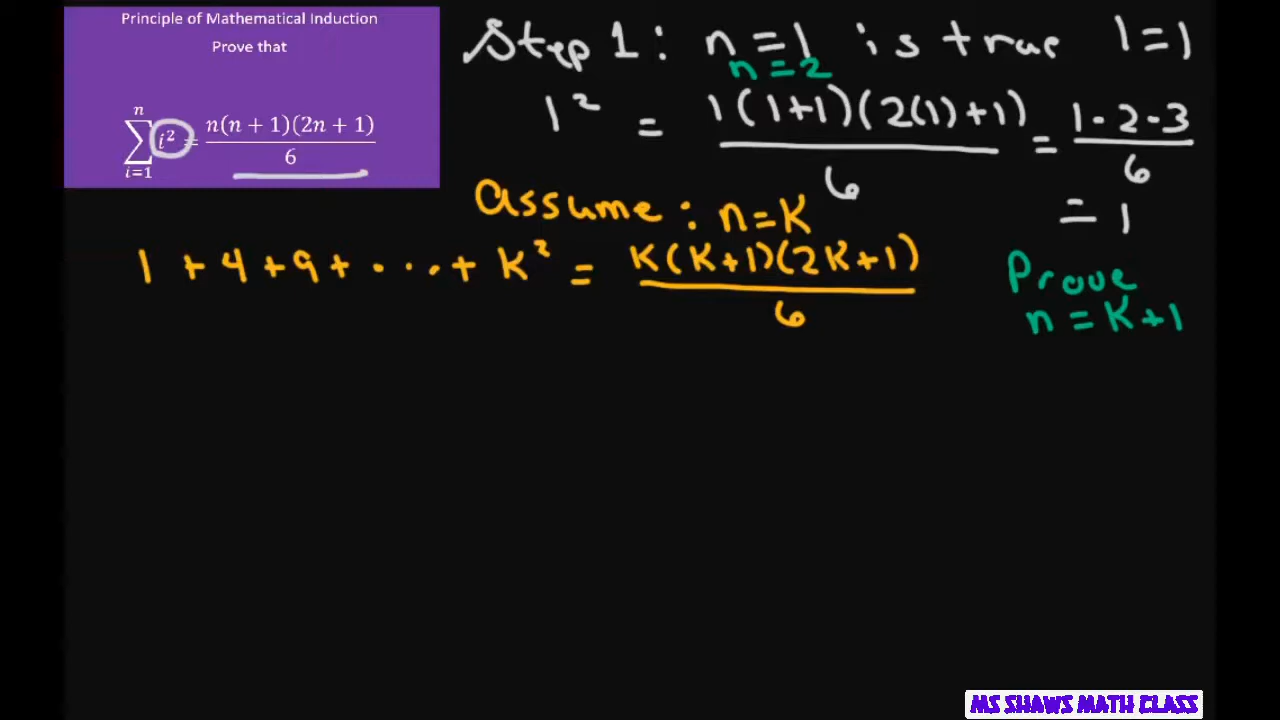 Principle of Mathematical Induction
Prove that
n
∑ i² = n(n + 1)(2n + 1)
6
i=1
Step 1: n = 1 is true 1 = 1
n = 2
1² = 1(1+1)(2(1)+1) = 1·2·3
6 6
= 1
Assume: n = K
1 + 4 + 9 + ... + K² = K(K+1)(2K+1)
6
Prove
n = K+1
MS SHAWS MATH CLASS